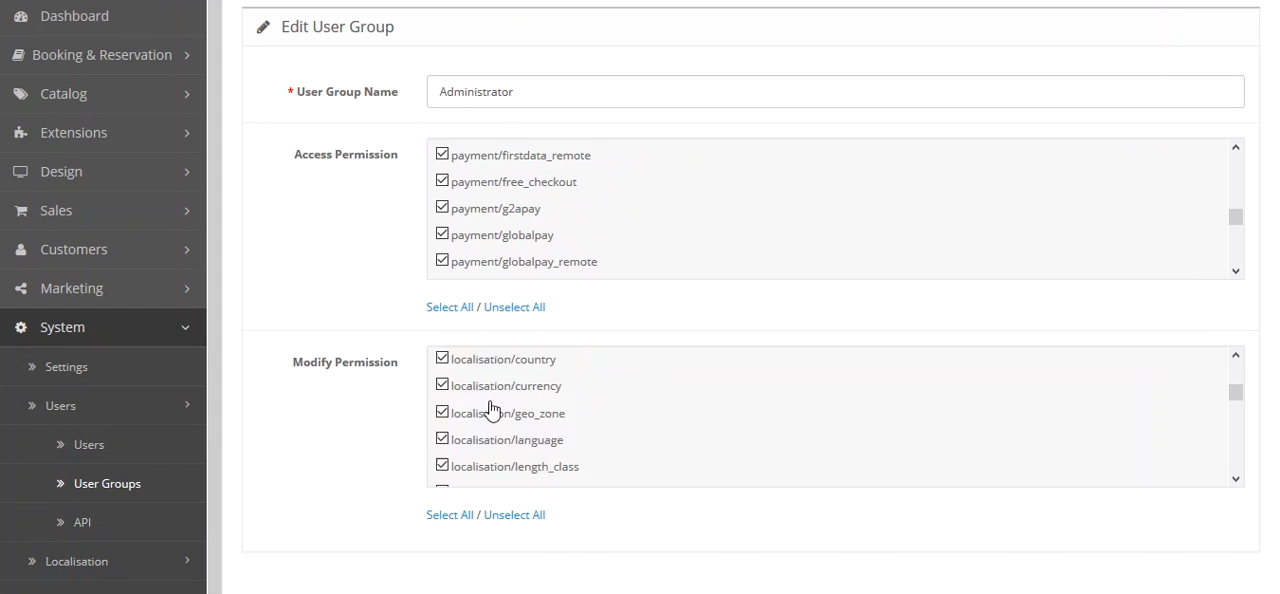 Dashboard
Booking & Reservation
Catalog
Extensions
Design
Sales
Customers
Marketing
System
Settings
Users
Users
User Groups
API
Localisation
Edit User Group
* User Group Name
Administrator
Access Permission
payment/firstdata_remote
payment/free_checkout
payment/g2apay
payment/globalpay
payment/globalpay_remote
Select All / Unselect All
Modify Permission
localisation/country
localisation/currency
localisation/geo_zone
localisation/language
localisation/length_class
Select All / Unselect All